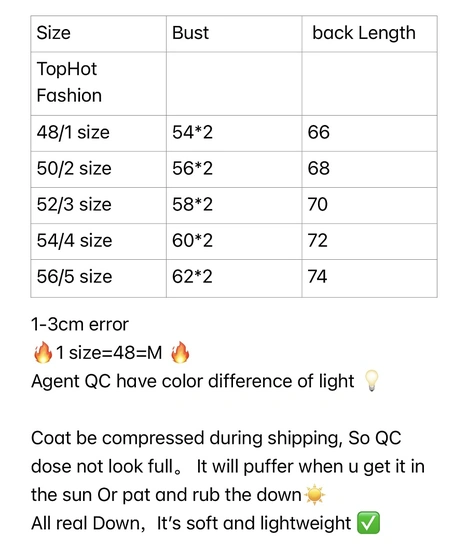 Size Bust back Length
TopHot
Fashion
48/1 size 54*2 66
50/2 size 56*2 68
52/3 size 58*2 70
54/4 size 60*2 72
56/5 size 62*2 74
1-3cm error
🔥1 size=48=M 🔥
Agent QC have color difference of light 💡
Coat be compressed during shipping, So QC
dose not look full。 It will puffer when u get it in
the sun Or pat and rub the down☀️
All real Down，It’s soft and lightweight ✅